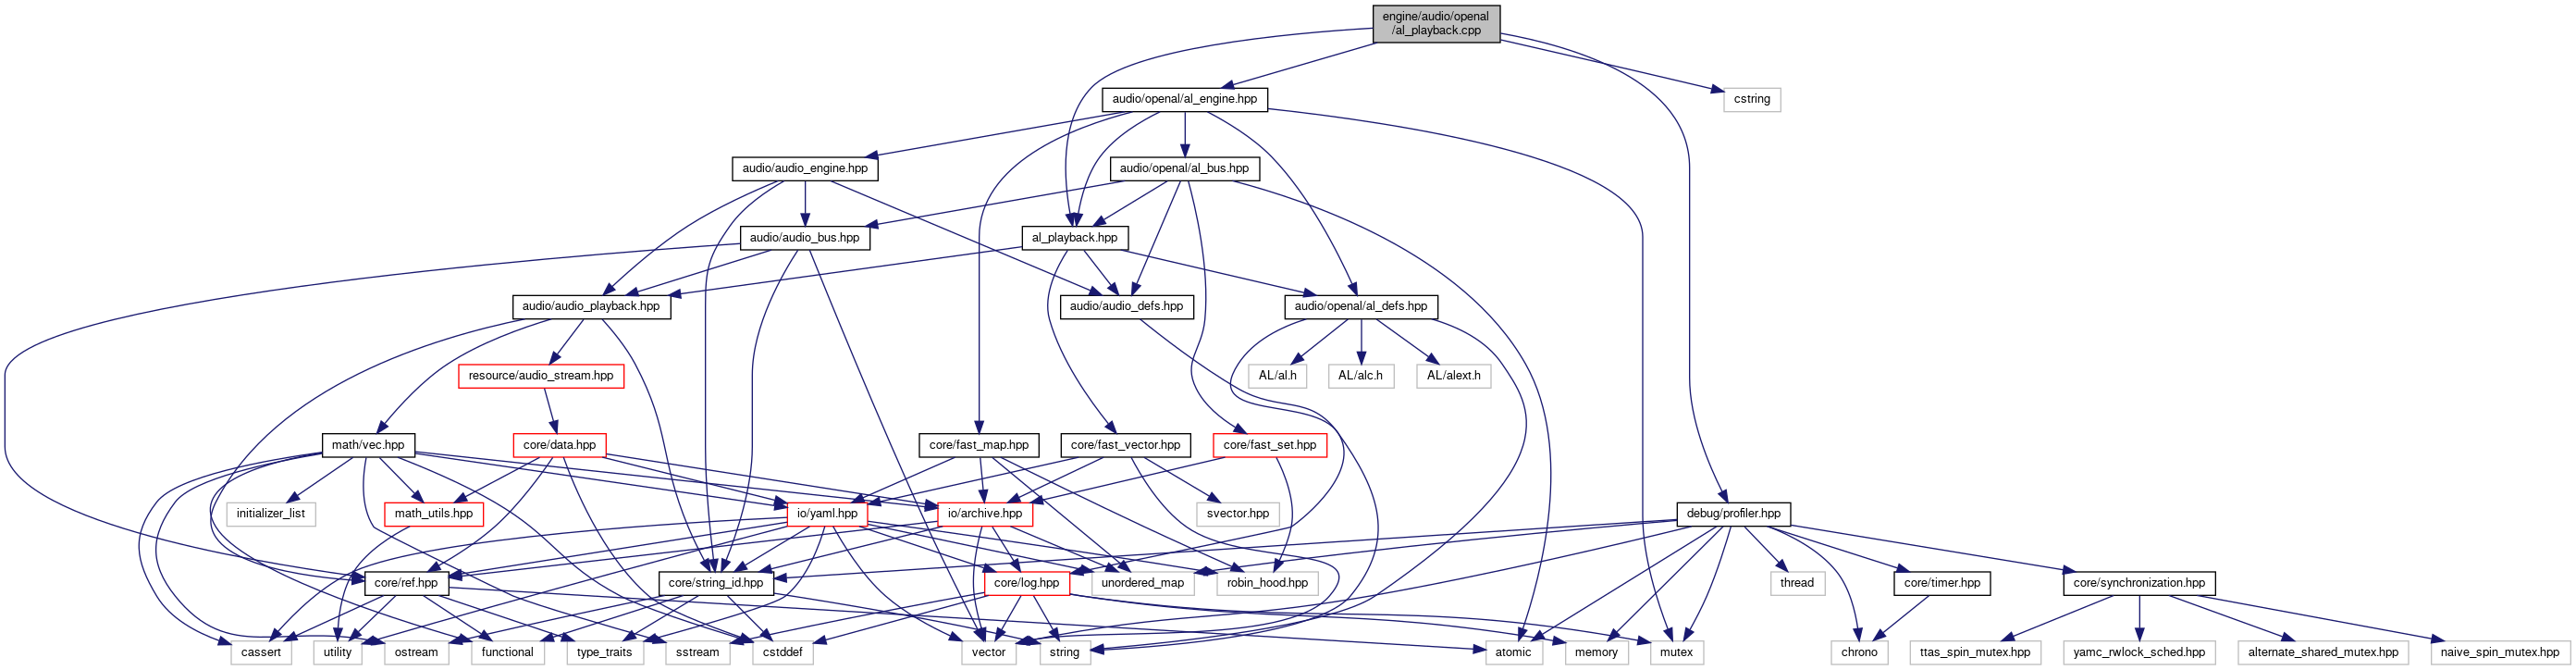 engine/audio/openal
/al_playback.cpp
audio/openal/al_engine.hpp
cstring
audio/audio_engine.hpp
audio/openal/al_bus.hpp
audio/audio_bus.hpp
al_playback.hpp
audio/audio_playback.hpp
audio/audio_defs.hpp
audio/openal/al_defs.hpp
resource/audio_stream.hpp
AL/al.h
AL/alc.h
AL/alext.h
math/vec.hpp
core/data.hpp
core/fast_map.hpp
core/fast_vector.hpp
core/fast_set.hpp
initializer_list
math_utils.hpp
io/yaml.hpp
io/archive.hpp
svector.hpp
debug/profiler.hpp
core/ref.hpp
core/string_id.hpp
core/log.hpp
unordered_map
robin_hood.hpp
thread
core/timer.hpp
core/synchronization.hpp
cassert
utility
ostream
functional
type_traits
sstream
cstddef
vector
string
atomic
memory
mutex
chrono
ttas_spin_mutex.hpp
yamc_rwlock_sched.hpp
alternate_shared_mutex.hpp
naive_spin_mutex.hpp